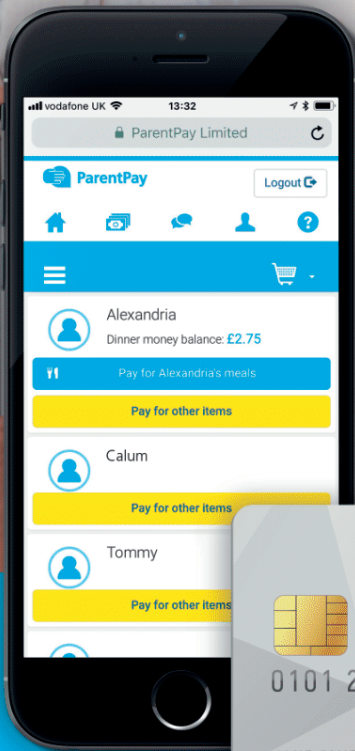 vodafone UK 13:32
ParentPay Limited
ParentPay
Logout
?
Alexandria
Dinner money balance: £2.75
Pay for Alexandria's meals
Pay for other items
Calum
Pay for other items
Tommy
Pay for other items
0101 2